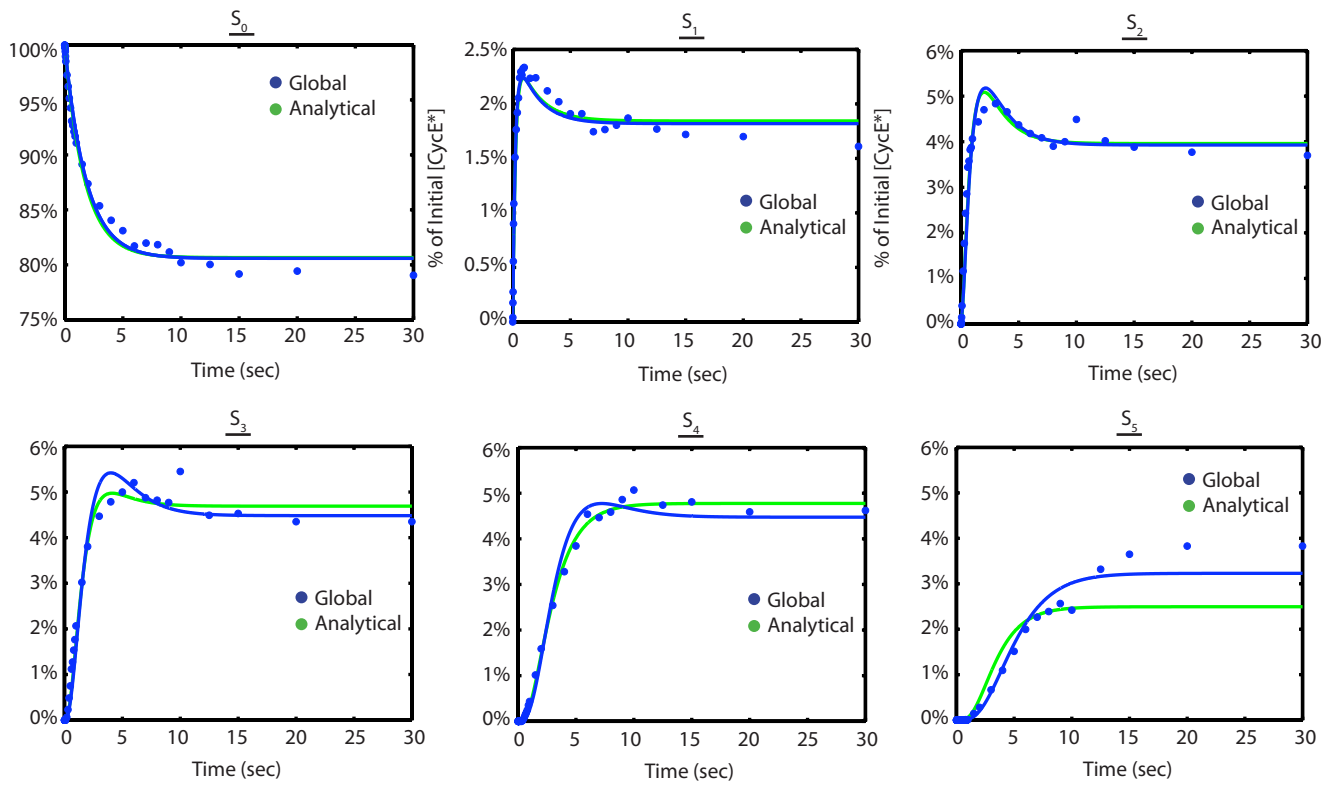 S0
100%
95%
90%
85%
80%
75%
Global
Analytical
0 5 10 15 20 25 30
Time (sec)
S1
% of Initial [CycE*]
2.5%
2%
1.5%
1%
0.5%
0%
Global
Analytical
0 5 10 15 20 25 30
Time (sec)
S2
% of Initial [CycE*]
6%
5%
4%
3%
2%
1%
0%
Global
Analytical
0 5 10 15 20 25 30
Time (sec)
S3
6%
5%
4%
3%
2%
1%
0%
Global
Analytical
0 5 10 15 20 25 30
Time (sec)
S4
6%
5%
4%
3%
2%
1%
0%
Global
Analytical
0 5 10 15 20 25 30
Time (sec)
S5
6%
5%
4%
3%
2%
1%
0%
Global
Analytical
0 5 10 15 20 25 30
Time (sec)